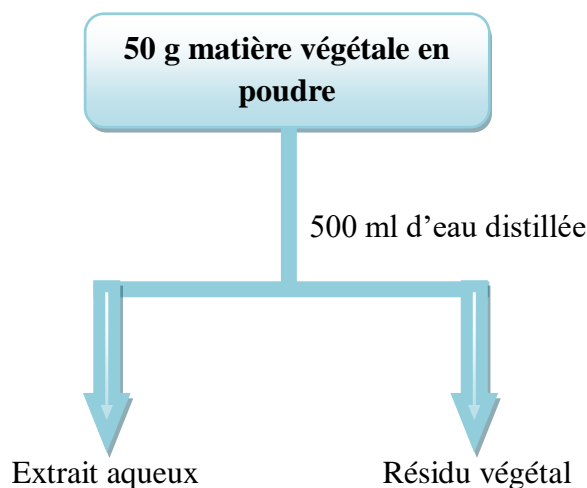 50 g matière végétale en
poudre
500 ml d’eau distillée
Extrait aqueux
Résidu végétal